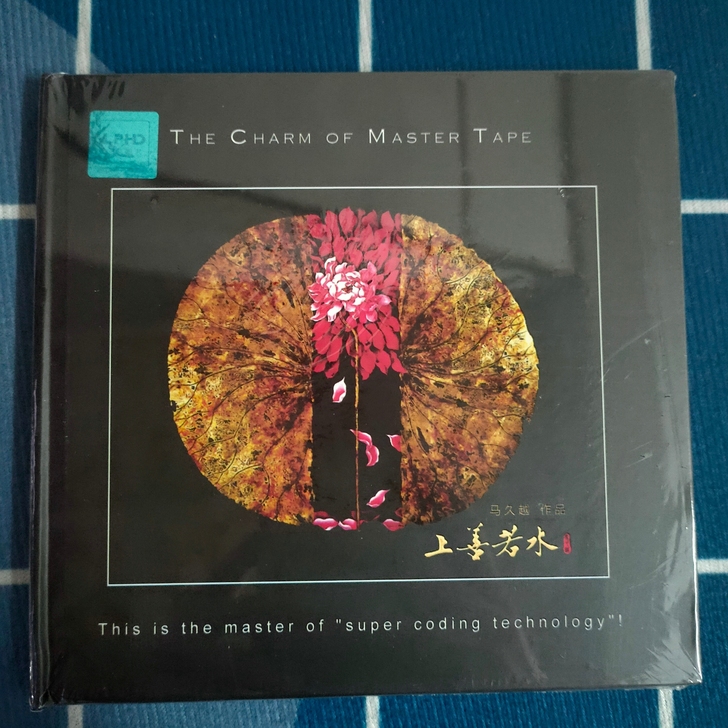 THE CHARM OF MASTER TAPE
马久越 作品
上善若水
This is the master of "super coding technology"!